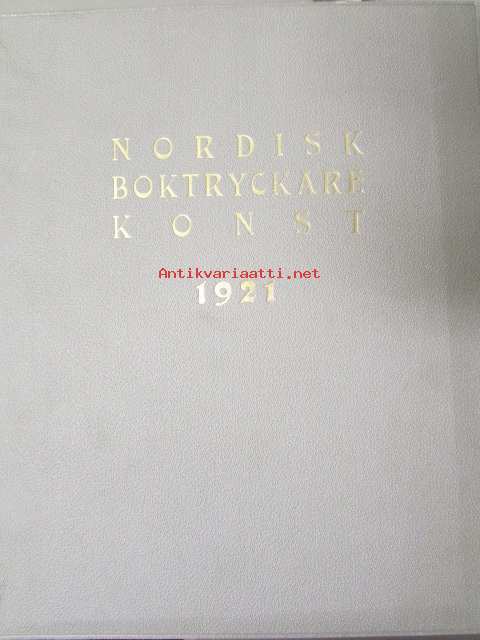 NORDISK
BOKTRYCKARE
KONST
Antikvariaatti.net
1921